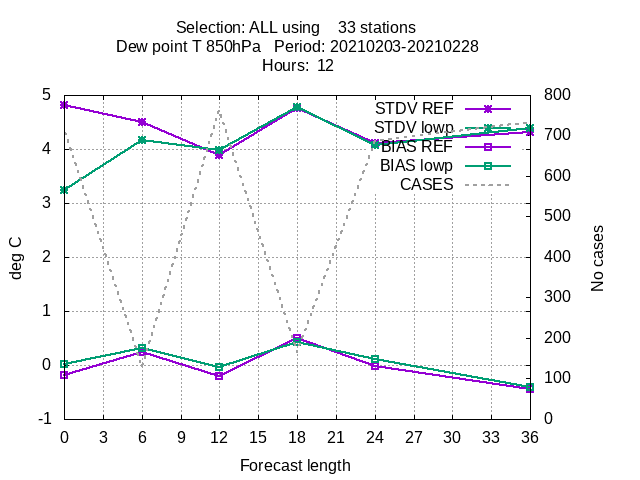 Selection: ALL using    33 stations
Dew point T 850hPa   Period: 20210203-20210228
Hours:  12
STDV REF
STDV lowp
BIAS REF
BIAS lowp
CASES
5
4
3
2
1
0
-1
deg C
800
700
600
500
400
300
200
100
0
No cases
0 3 6 9 12 15 18 21 24 27 30 33 36
Forecast length